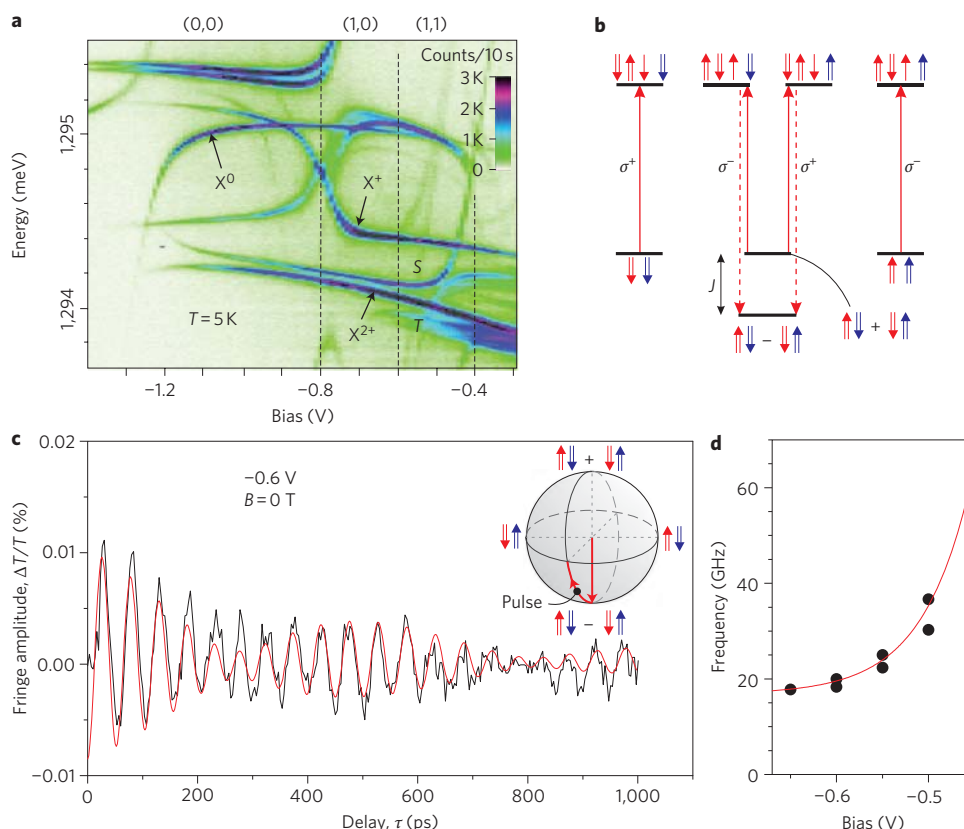 a
(0,0) (1,0) (1,1)
Counts/10 s
3K
2K
1K
0
1,295
1,294
Energy (meV)
X⁰
X⁺
S
X²⁺
T
T = 5 K
−1.2 −0.8 −0.4
Bias (V)
b
σ⁺ σ⁻ σ⁺ σ⁻
J
− +
c
0.02
0.01
0.00
−0.01
Fringe amplitude, ΔT/T (%)
−0.6 V
B = 0 T
+
Pulse
−
0 200 400 600 800 1,000
Delay, τ (ps)
d
60
40
20
0
Frequency (GHz)
−0.6 −0.5
Bias (V)